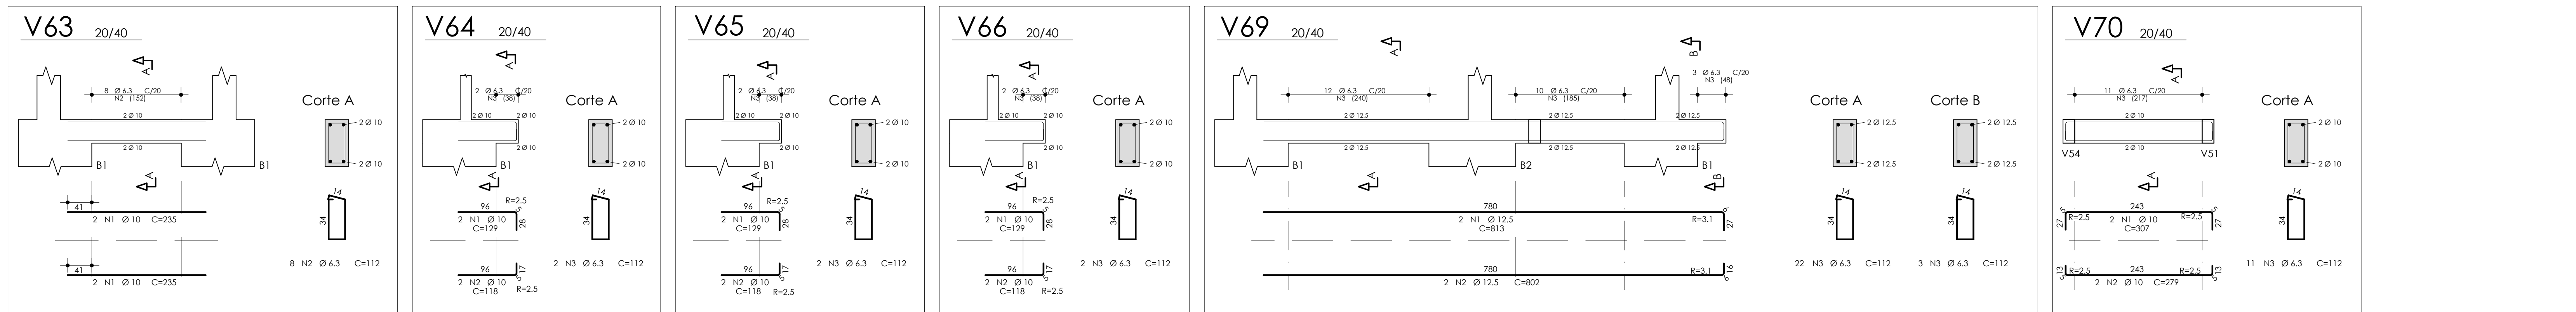 V63 20/40
A
8 Ø 6.3 C/20
N2 (152)
2 Ø 10
2 Ø 10
B1
B1
A
41
2 N1 Ø 10 C=235
41
2 N1 Ø 10 C=235
Corte A
2 Ø 10
2 Ø 10
14
34
8 N2 Ø 6.3 C=112
V64 20/40
A
2 Ø 6.3 C/20
N3 (38)
2 Ø 10
2 Ø 10
2 Ø 10
B1
A
96
R=2.5
5
2 N1 Ø 10
C=129
28
96
17
5
2 N2 Ø 10
C=118
R=2.5
Corte A
2 Ø 10
2 Ø 10
14
34
2 N3 Ø 6.3 C=112
V65 20/40
A
2 Ø 6.3 C/20
N3 (38)
2 Ø 10
2 Ø 10
2 Ø 10
B1
A
96
R=2.5
5
2 N1 Ø 10
C=129
28
96
17
5
2 N2 Ø 10
C=118
R=2.5
Corte A
2 Ø 10
2 Ø 10
14
34
2 N3 Ø 6.3 C=112
V66 20/40
A
2 Ø 6.3 C/20
N3 (38)
2 Ø 10
2 Ø 10
2 Ø 10
B1
A
96
R=2.5
5
2 N1 Ø 10
C=129
28
96
17
5
2 N2 Ø 10
C=118
R=2.5
Corte A
2 Ø 10
2 Ø 10
14
34
2 N3 Ø 6.3 C=112
V69 20/40
A
B
12 Ø 6.3 C/20
N3 (240)
10 Ø 6.3 C/20
N3 (185)
3 Ø 6.3 C/20
N3 (48)
2 Ø 12.5
2 Ø 12.5
2 Ø 12.5
2 Ø 12.5
2 Ø 12.5
2 Ø 12.5
B1
B2
B1
A
B
780
6
2 N1 Ø 12.5
C=813
R=3.1
27
780
R=3.1
16
6
2 N2 Ø 12.5 C=802
Corte A
2 Ø 12.5
2 Ø 12.5
14
34
22 N3 Ø 6.3 C=112
Corte B
2 Ø 12.5
2 Ø 12.5
14
34
3 N3 Ø 6.3 C=112
V70 20/40
A
11 Ø 6.3 C/20
N3 (217)
2 Ø 10
2 Ø 10
V54
V51
A
5
243
5
27
R=2.5
2 N1 Ø 10
C=307
R=2.5
27
13
5
R=2.5
243
R=2.5
13
5
2 N2 Ø 10 C=279
Corte A
2 Ø 10
2 Ø 10
14
34
11 N3 Ø 6.3 C=112